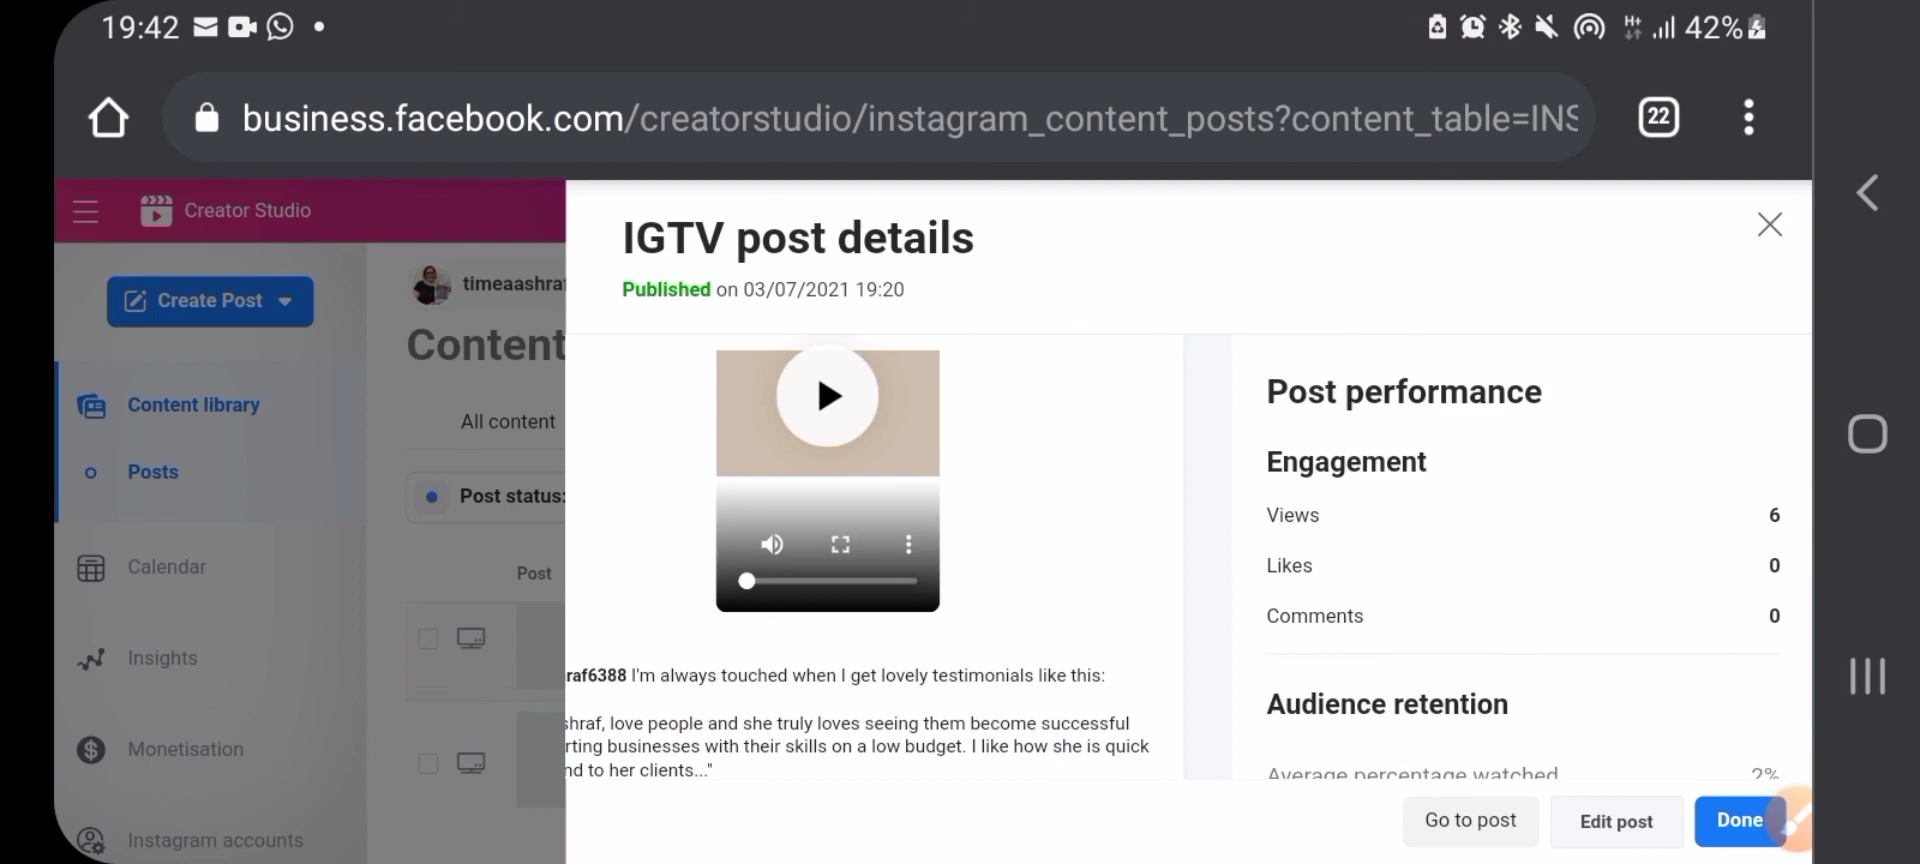 19:42
H+
42%
business.facebook.com/creatorstudio/instagram_content_posts?content_table=INS
22
Creator Studio
IGTV post details
Published on 03/07/2021 19:20
Create Post
timeaashraf
Content
Content library
All content
Posts
Post status:
Calendar
Post
Insights
Monetisation
Instagram accounts
raf6388 I'm always touched when I get lovely testimonials like this:
shraf, love people and she truly loves seeing them become successful
rting businesses with their skills on a low budget. I like how she is quick
nd to her clients..."
Post performance
Engagement
Views 6
Likes 0
Comments 0
Audience retention
Average percentage watched 2%
Go to post
Edit post
Done